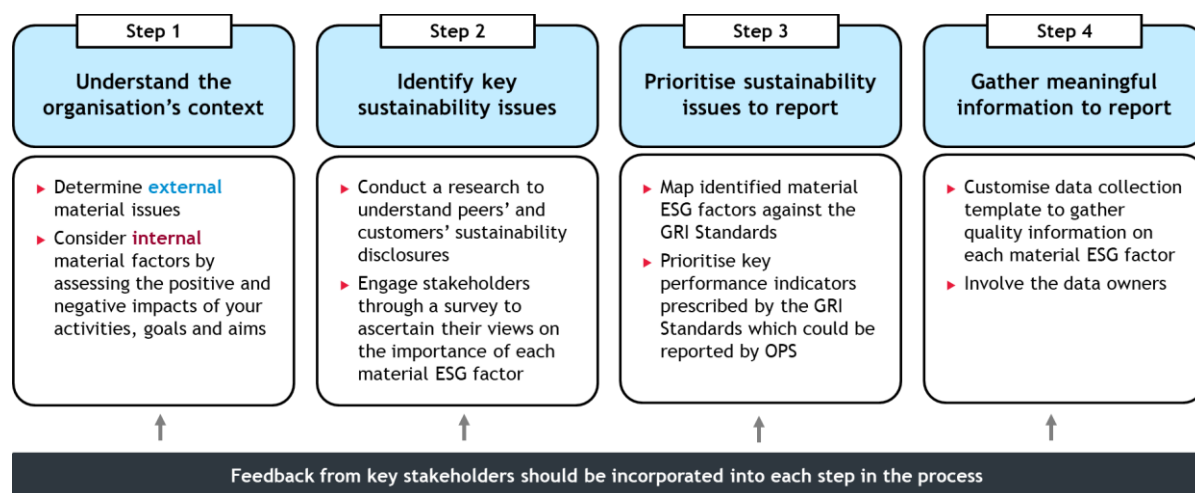 Step 1
Understand the
organisation's context
► Determine external
material issues
► Consider internal
material factors by
assessing the positive and
negative impacts of your
activities, goals and aims
Step 2
Identify key
sustainability issues
► Conduct a research to
understand peers' and
customers' sustainability
disclosures
► Engage stakeholders
through a survey to
ascertain their views on
the importance of each
material ESG factor
Step 3
Prioritise sustainability
issues to report
► Map identified material
ESG factors against the
GRI Standards
► Prioritise key
performance indicators
prescribed by the GRI
Standards which could be
reported by OPS
Step 4
Gather meaningful
information to report
► Customise data collection
template to gather
quality information on
each material ESG factor
► Involve the data owners
Feedback from key stakeholders should be incorporated into each step in the process